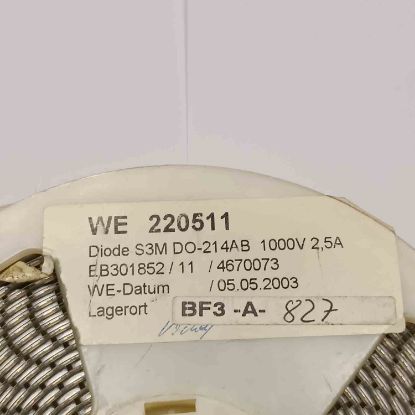 WE 220511
Diode S3M DO-214AB 1000V 2,5A
EB301852 / 11 / 4670073
WE-Datum / 05.05.2003
Lagerort BF3 -A- 827